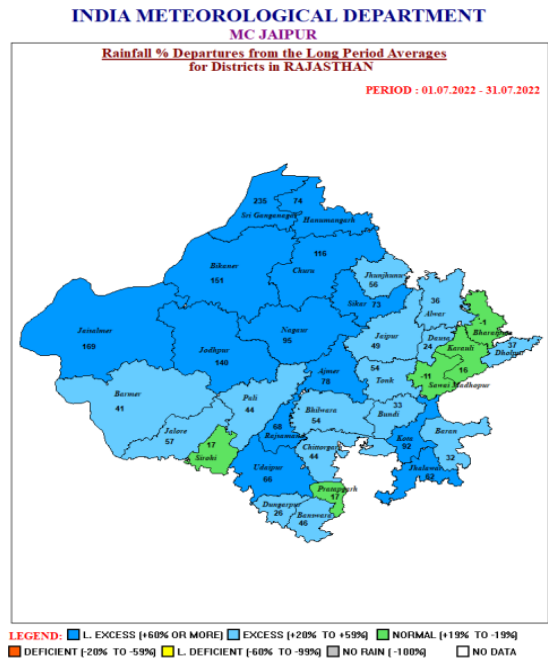 INDIA METEOROLOGICAL DEPARTMENT
MC JAIPUR
Rainfall % Departures from the Long Period Averages
for Districts in RAJASTHAN
PERIOD : 01.07.2022 - 31.07.2022
235
Sri Ganganagar
74
Hanumangarh
116
Churu
Bikaner
151
Jhunjhunu
56
Sikar 73
36
Alwar
-1
Bharatpur
Jaisalmer
169
Jodhpur
140
Nagaur
95
Jaipur
49
Dausa
24
Karauli
16
37
Dholpur
-11
Sawai Madhapur
Ajmer
78
54
Tonk
Barmer
41
Pali
44
Jalore
57
17
Sirohi
68
Rajsamand
Bhilwara
54
33
Bundi
Kota
92
Baran
32
Chittorgarh
44
Jhalawar
62
Udaipur
66
Pratapgarh
17
Dungarpur
26
Banswara
46
LEGEND: L. EXCESS (+60% OR MORE) EXCESS (+20% TO +59%) NORMAL (+19% TO -19%)
DEFICIENT (-20% TO -59%) L. DEFICIENT (-60% TO -99%) NO RAIN (-100%) NO DATA